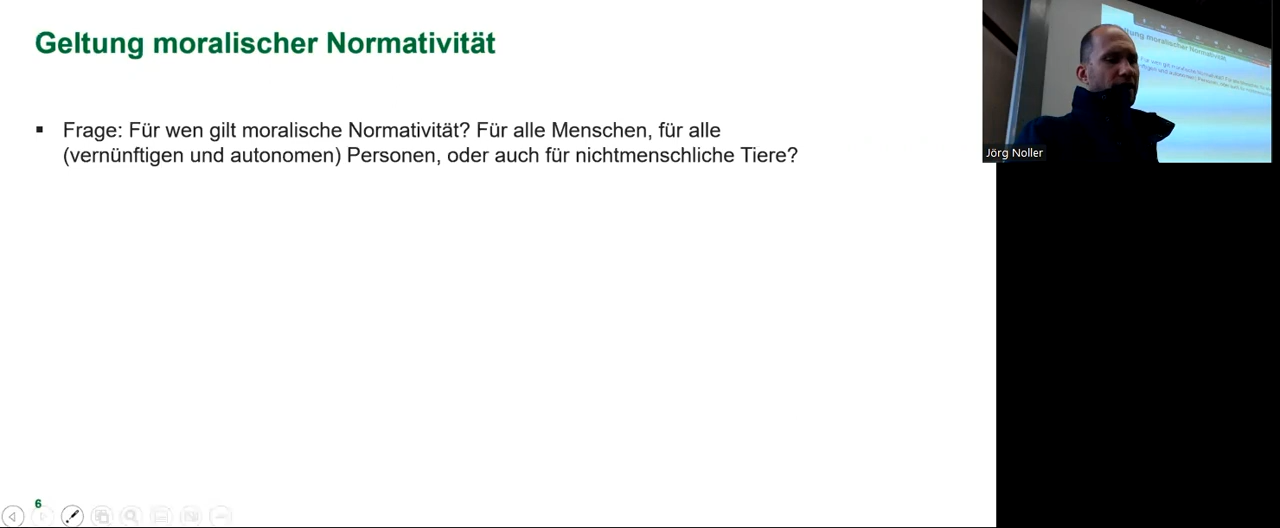 Geltung moralischer Normativität
▪ Frage: Für wen gilt moralische Normativität? Für alle Menschen, für alle
(vernünftigen und autonomen) Personen, oder auch für nichtmenschliche Tiere?
Jörg Noller
6